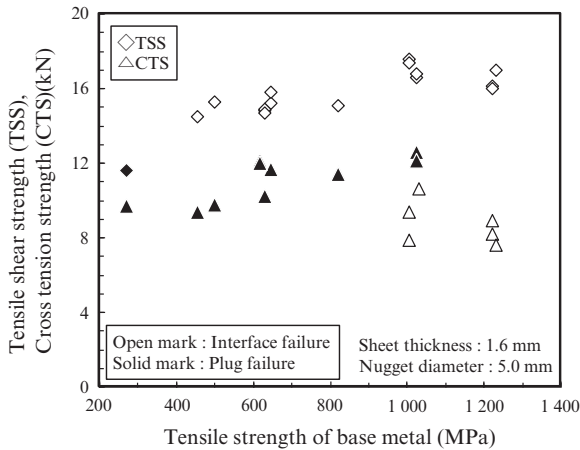 20
16
12
8
4
0
200
400
600
800
1 000
1 200
1 400
Tensile shear strength (TSS),
Cross tension strength (CTS)(kN)
TSS
CTS
Open mark : Interface failure
Solid mark : Plug failure
Sheet thickness : 1.6 mm
Nugget diameter : 5.0 mm
Tensile strength of base metal (MPa)